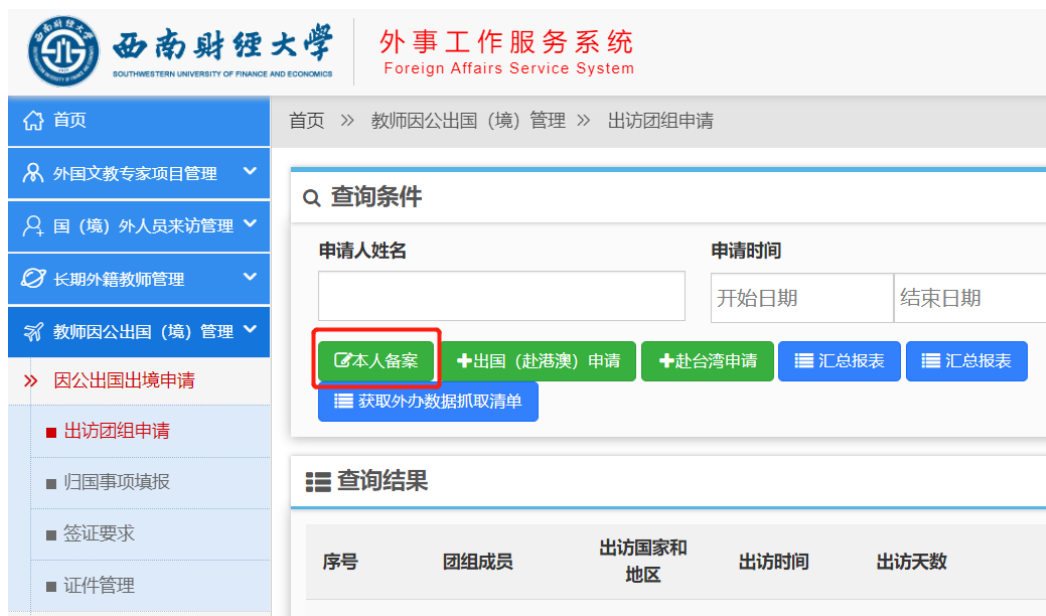 西南财经大学
SOUTHWESTERN UNIVERSITY OF FINANCE AND ECONOMICS
外事工作服务系统
Foreign Affairs Service System
首页
外国文教专家项目管理
国（境）外人员来访管理
长期外籍教师管理
教师因公出国（境）管理
因公出国出境申请
出访团组申请
归国事项填报
签证要求
证件管理
首页 » 教师因公出国（境）管理 » 出访团组申请
查询条件
申请人姓名 申请时间
开始日期 结束日期
本人备案 出国（赴港澳）申请 赴台湾申请 汇总报表 汇总报表
获取外办数据抓取清单
查询结果
序号 团组成员 出访国家和地区 出访时间 出访天数